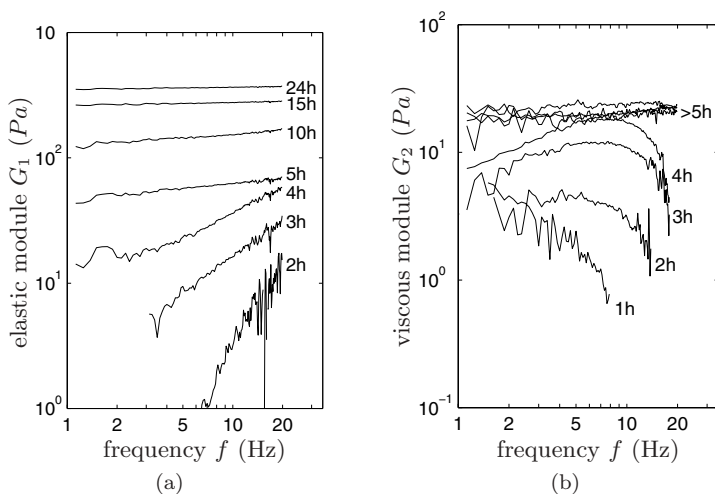 elastic module G₁ (Pa)
10
10²
10¹
10⁰
24h
15h
10h
5h
4h
3h
2h
1 2 5 10 20
frequency f (Hz)
(a)
viscous module G₂ (Pa)
10²
10¹
10⁰
10⁻¹
>5h
4h
3h
2h
1h
1 2 5 10 20
frequency f (Hz)
(b)